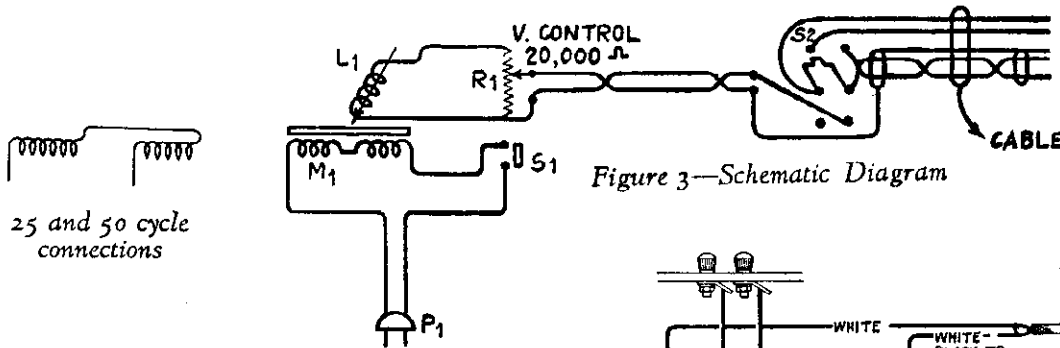 V. CONTROL
20,000 Ω
L1
R1
S2
M1
S1
CABLE
Figure 3—Schematic Diagram
25 and 50 cycle
connections
P1
WHITE
WHITE-